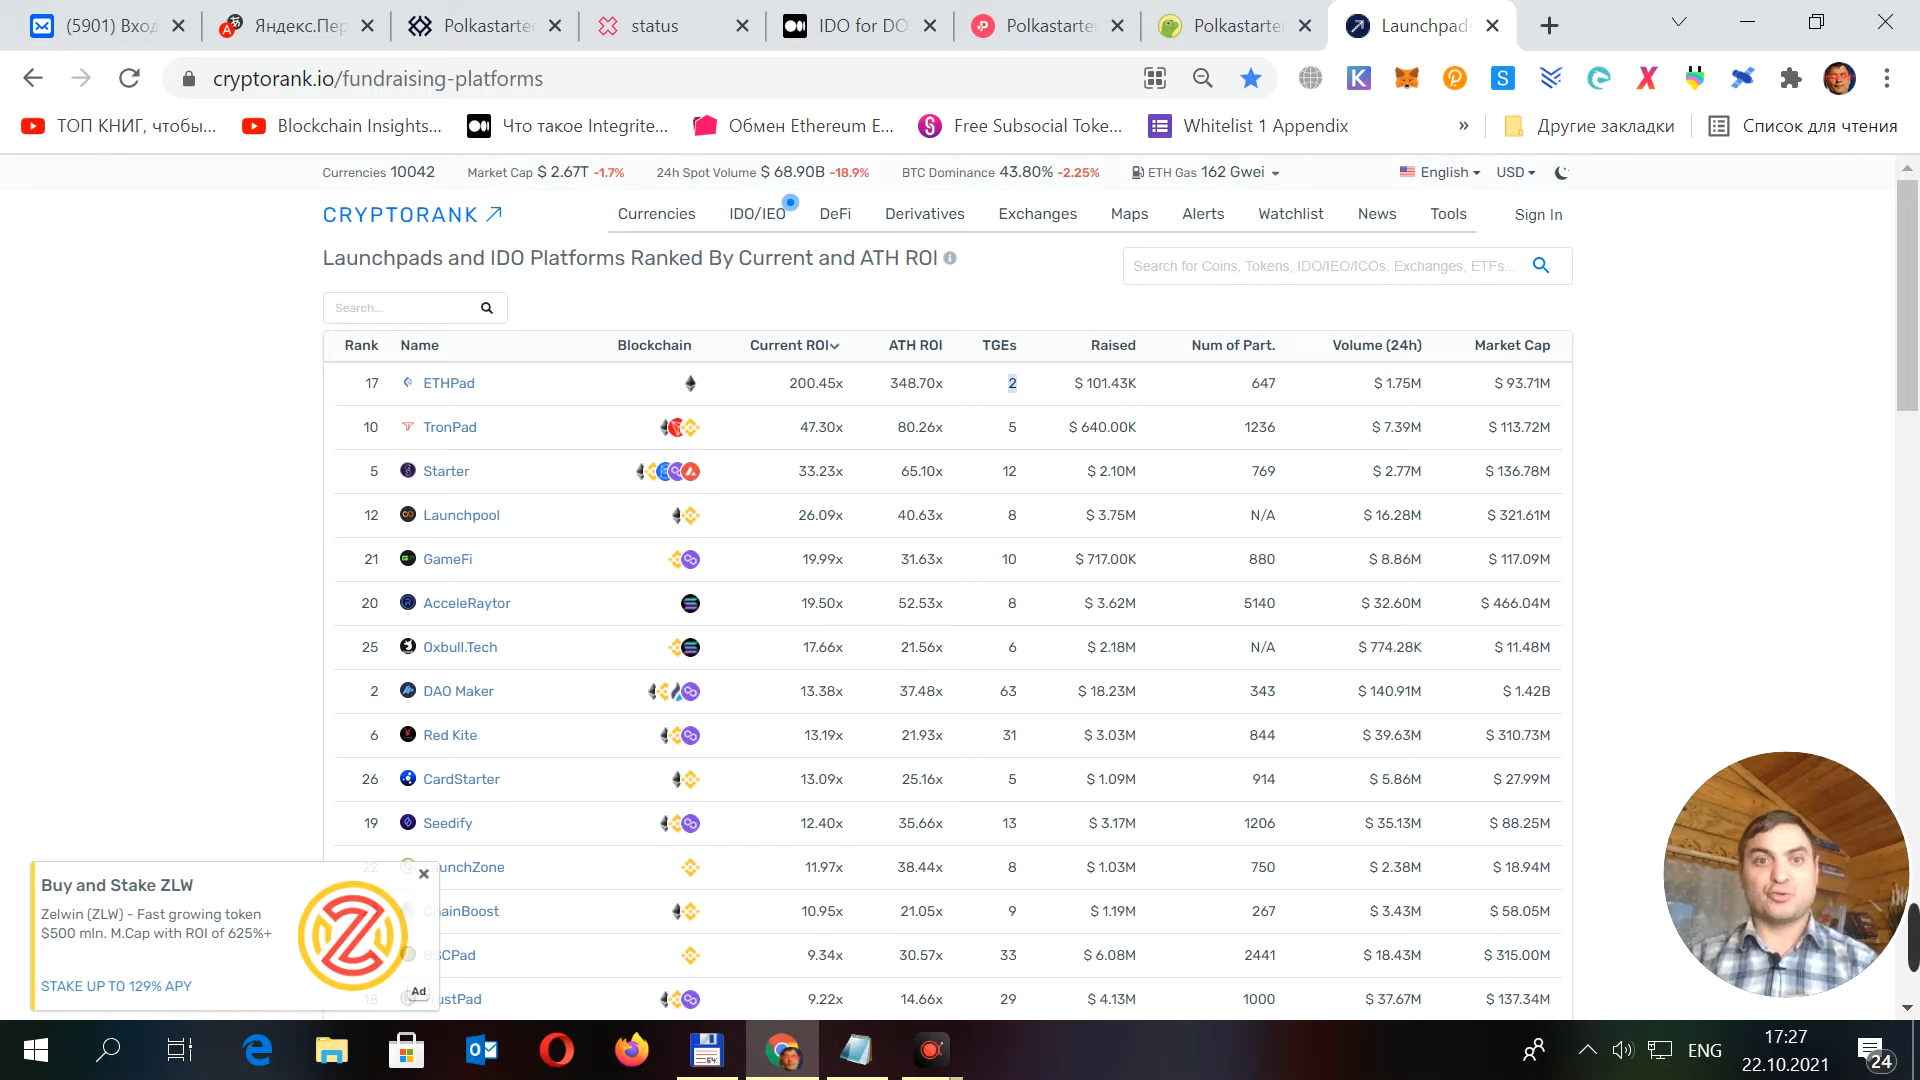 (5901) Вход
Яндекс.Пер
Polkastarte
status
IDO for DO
Polkastarte
Polkastarte
Launchpads
cryptorank.io/fundraising-platforms
ТОП КНИГ, чтобы...
Blockchain Insights...
Что такое Integrite...
Обмен Ethereum E...
Free Subsocial Toke...
Whitelist 1 Appendix
»
Другие закладки
Список для чтения
Currencies 10042 Market Cap $ 2.67T -1.7% 24h Spot Volume $ 68.90B -18.9% BTC Dominance 43.80% -2.25% ETH Gas 162 Gwei English USD
CRYPTORANK Currencies IDO/IEO DeFi Derivatives Exchanges Maps Alerts Watchlist News Tools Sign In
Launchpads and IDO Platforms Ranked By Current and ATH ROI
Search for Coins, Tokens, IDO/IEO/ICOs, Exchanges, ETFs...
Search...
Rank Name Blockchain Current ROI ATH ROI TGEs Raised Num of Part. Volume (24h) Market Cap
17 ETHPad 200.45x 348.70x 2 $ 101.43K 647 $ 1.75M $ 93.71M
10 TronPad 47.30x 80.26x 5 $ 640.00K 1236 $ 7.39M $ 113.72M
5 Starter 33.23x 65.10x 12 $ 2.10M 769 $ 2.77M $ 136.78M
12 Launchpool 26.09x 40.63x 8 $ 3.75M N/A $ 16.28M $ 321.61M
21 GameFi 19.99x 31.63x 10 $ 717.00K 880 $ 8.86M $ 117.09M
20 AcceleRaytor 19.50x 52.53x 8 $ 3.62M 5140 $ 32.60M $ 466.04M
25 Oxbull.Tech 17.66x 21.56x 6 $ 2.18M N/A $ 774.28K $ 11.48M
2 DAO Maker 13.38x 37.48x 63 $ 18.23M 343 $ 140.91M $ 1.42B
6 Red Kite 13.19x 21.93x 31 $ 3.03M 844 $ 39.63M $ 310.73M
26 CardStarter 13.09x 25.16x 5 $ 1.09M 914 $ 5.86M $ 27.99M
19 Seedify 12.40x 35.66x 13 $ 3.17M 1206 $ 35.13M $ 88.25M
22 unchZone 11.97x 38.44x 8 $ 1.03M 750 $ 2.38M $ 18.94M
hainBoost 10.95x 21.05x 9 $ 1.19M 267 $ 3.43M $ 58.05M
SCPad 9.34x 30.57x 33 $ 6.08M 2441 $ 18.43M $ 315.00M
18 rustPad 9.22x 14.66x 29 $ 4.13M 1000 $ 37.67M $ 137.34M
Buy and Stake ZLW
Zelwin (ZLW) - Fast growing token
$500 mln. M.Cap with ROI of 625%+
STAKE UP TO 129% APY
Ad
ENG
17:27
22.10.2021
24